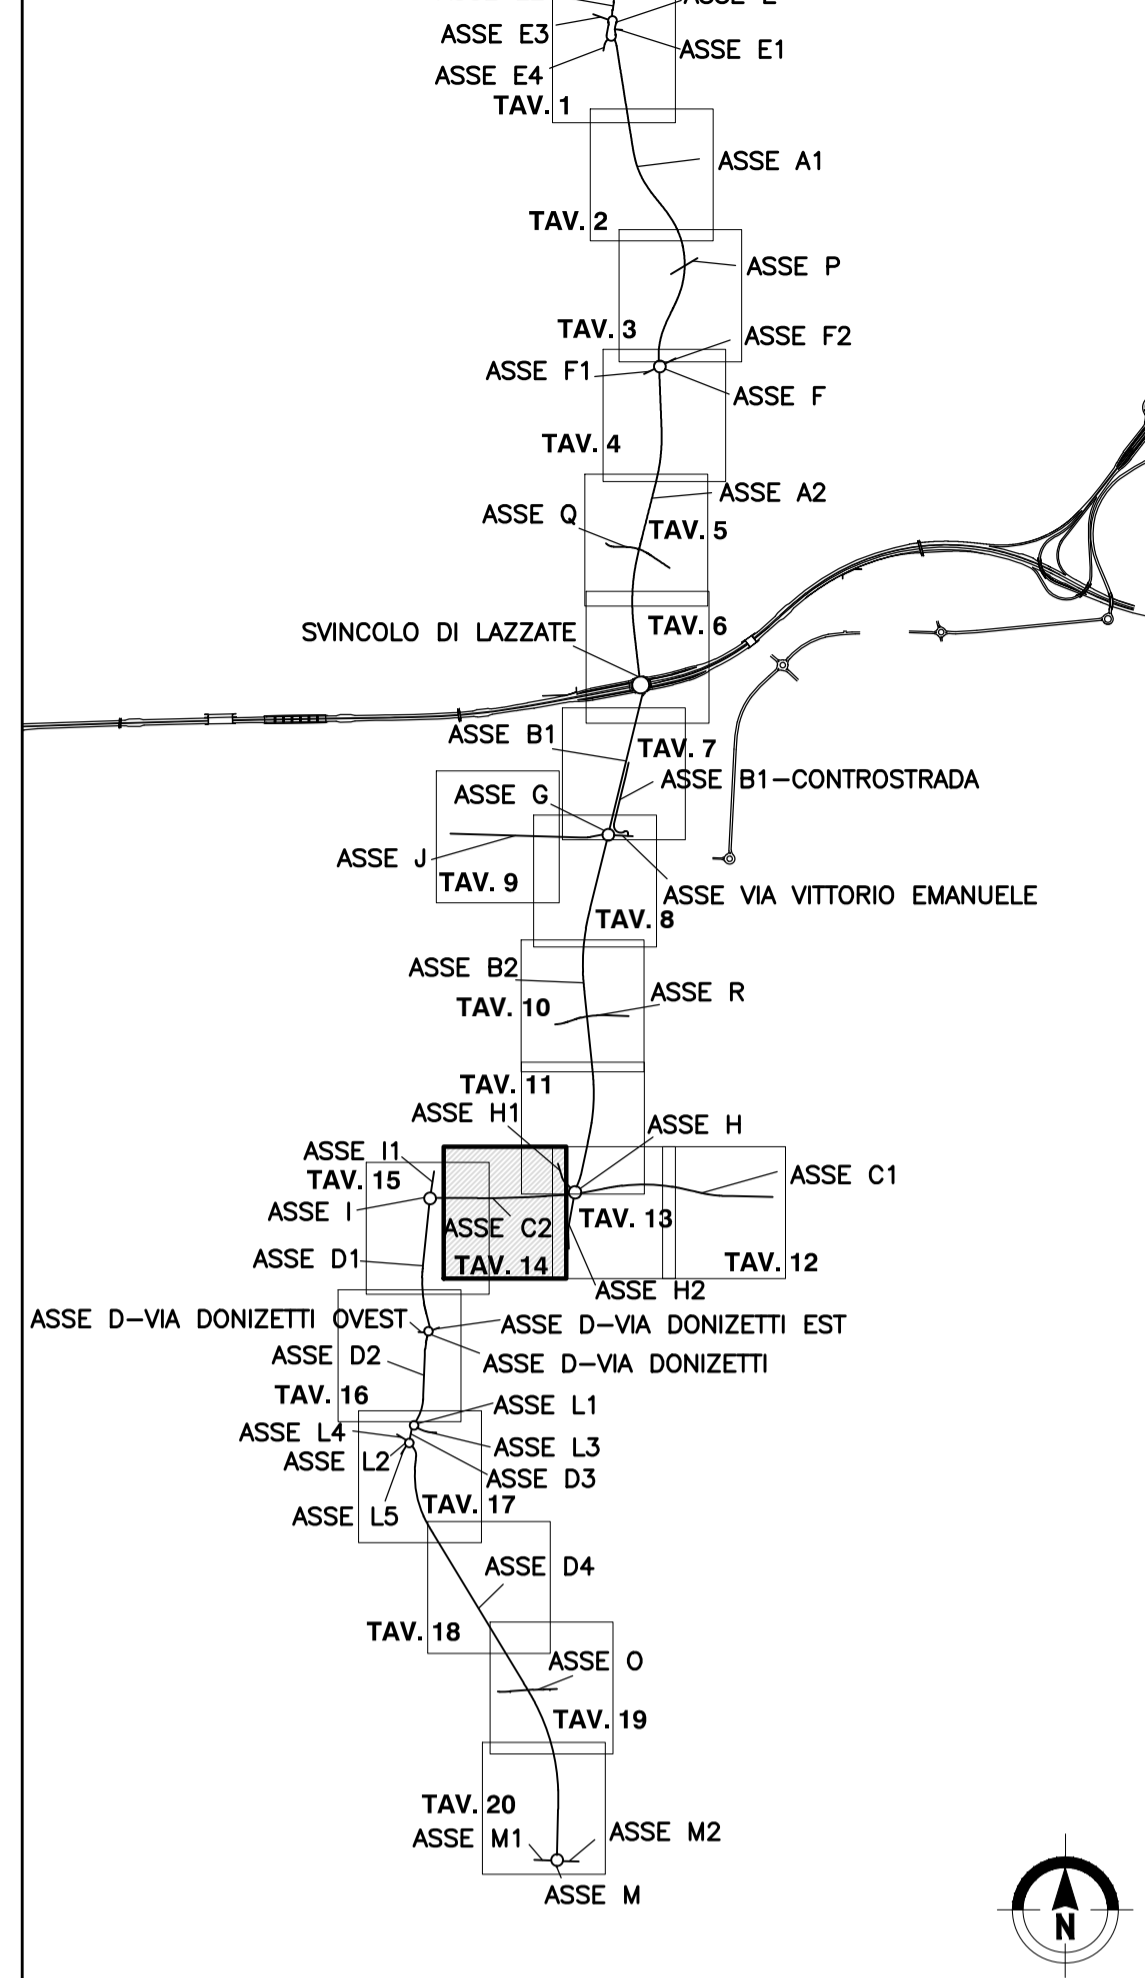 ASSE E3
ASSE E1
ASSE E4
TAV. 1
ASSE A1
TAV. 2
ASSE P
TAV. 3
ASSE F2
ASSE F1
ASSE F
TAV. 4
ASSE A2
ASSE Q
TAV. 5
TAV. 6
SVINCOLO DI LAZZATE
ASSE B1
TAV. 7
ASSE B1-CONTROSTRADA
ASSE G
ASSE J
TAV. 9
ASSE VIA VITTORIO EMANUELE
TAV. 8
ASSE B2
ASSE R
TAV. 10
TAV. 11
ASSE H1
ASSE H
ASSE I1
TAV. 15
ASSE C1
ASSE I
TAV. 13
ASSE C2
ASSE D1
TAV. 14
TAV. 12
ASSE H2
ASSE D-VIA DONIZETTI OVEST
ASSE D-VIA DONIZETTI EST
ASSE D2
ASSE D-VIA DONIZETTI
TAV. 16
ASSE L1
ASSE L4
ASSE L3
ASSE L2
ASSE D3
TAV. 17
ASSE L5
ASSE D4
TAV. 18
ASSE O
TAV. 19
TAV. 20
ASSE M1
ASSE M2
ASSE M
N